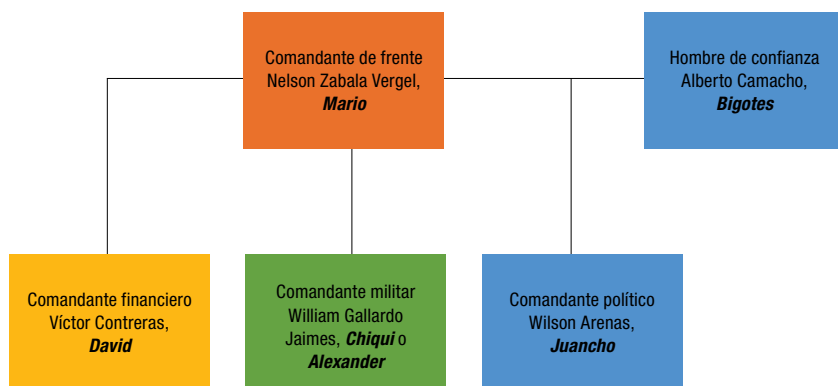 Comandante de frente
Nelson Zabala Vergel,
Mario
Hombre de confianza
Alberto Camacho,
Bigotes
Comandante financiero
Víctor Contreras,
David
Comandante militar
William Gallardo
Jaimes, Chiqui o
Alexander
Comandante político
Wilson Arenas,
Juancho